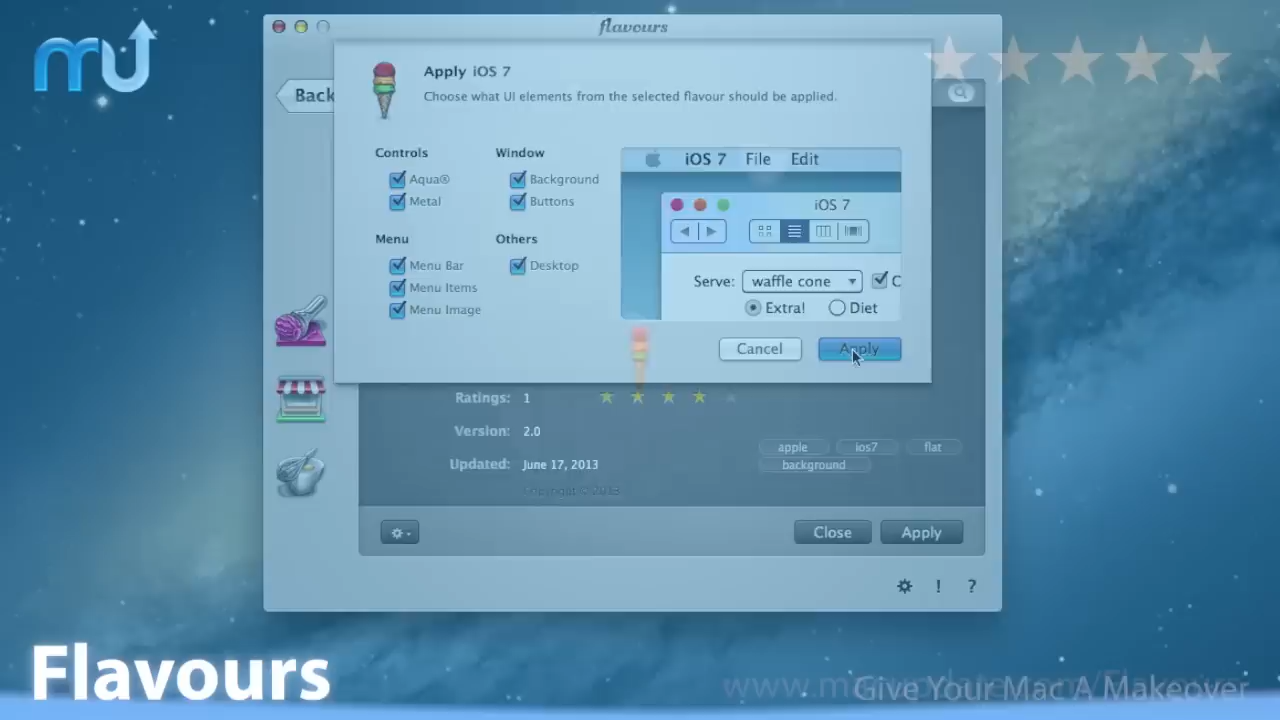 mu
flavours
Back
Apply iOS 7
Choose what UI elements from the selected flavour should be applied.
Controls
Aqua®
Metal
Window
Background
Buttons
Menu
Menu Bar
Menu Items
Menu Image
Others
Desktop
iOS 7 File Edit
iOS 7
Serve: waffle cone C
Extra! Diet
Cancel Apply
Ratings: 1
Version: 2.0
Updated: June 17, 2013
Copyright © 2013
apple ios7 flat
background
Close Apply
! ?
Flavours
Give Your Mac A Makeover